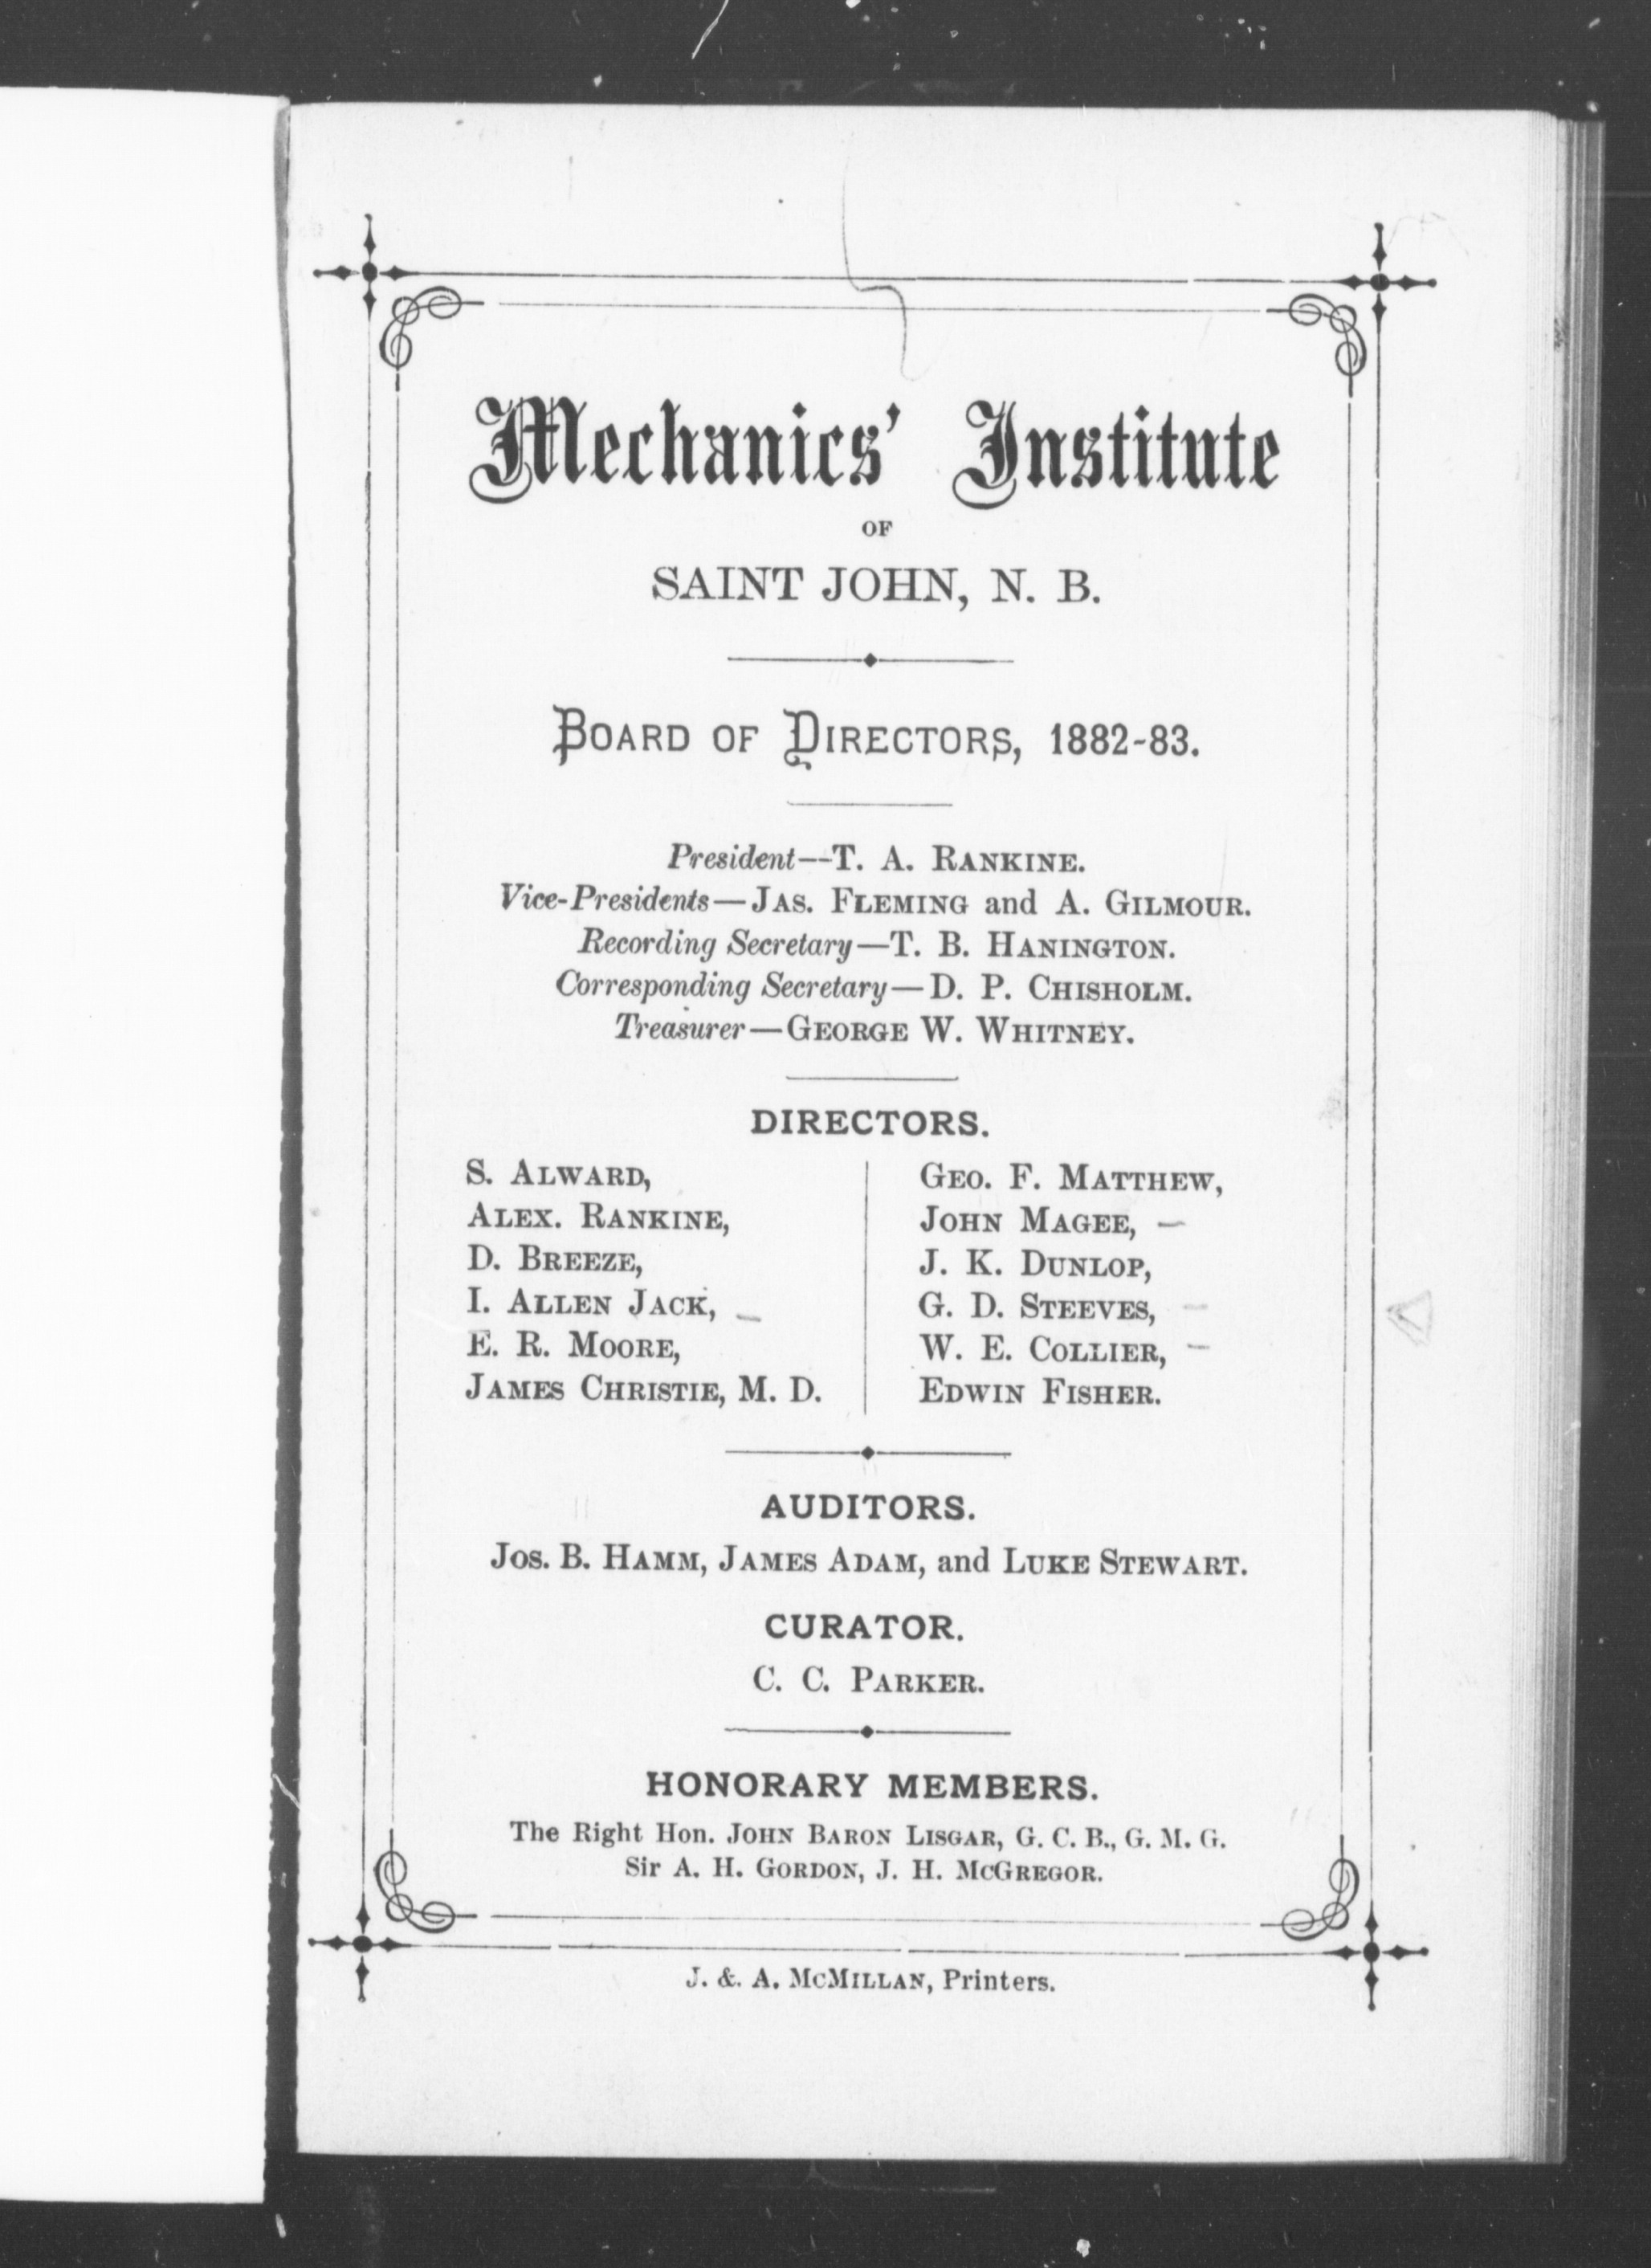 Mechanics' Institute
OF
SAINT JOHN, N. B.
BOARD OF DIRECTORS, 1882-83.
President—T. A. RANKINE.
Vice-Presidents—JAS. FLEMING and A. GILMOUR.
Recording Secretary—T. B. HANINGTON.
Corresponding Secretary—D. P. CHISHOLM.
Treasurer—GEORGE W. WHITNEY.
DIRECTORS.
S. ALWARD,
ALEX. RANKINE,
D. BREEZE,
I. ALLEN JACK,
E. R. MOORE,
JAMES CHRISTIE, M. D.
GEO. F. MATTHEW,
JOHN MAGEE,
J. K. DUNLOP,
G. D. STEEVES,
W. E. COLLIER,
EDWIN FISHER.
AUDITORS.
JOS. B. HAMM, JAMES ADAM, and LUKE STEWART.
CURATOR.
C. C. PARKER.
HONORARY MEMBERS.
The Right Hon. JOHN BARON LISGAR, G. C. B., G. M. G.
Sir A. H. GORDON, J. H. MCGREGOR.
J. & A. MCMILLAN, Printers.